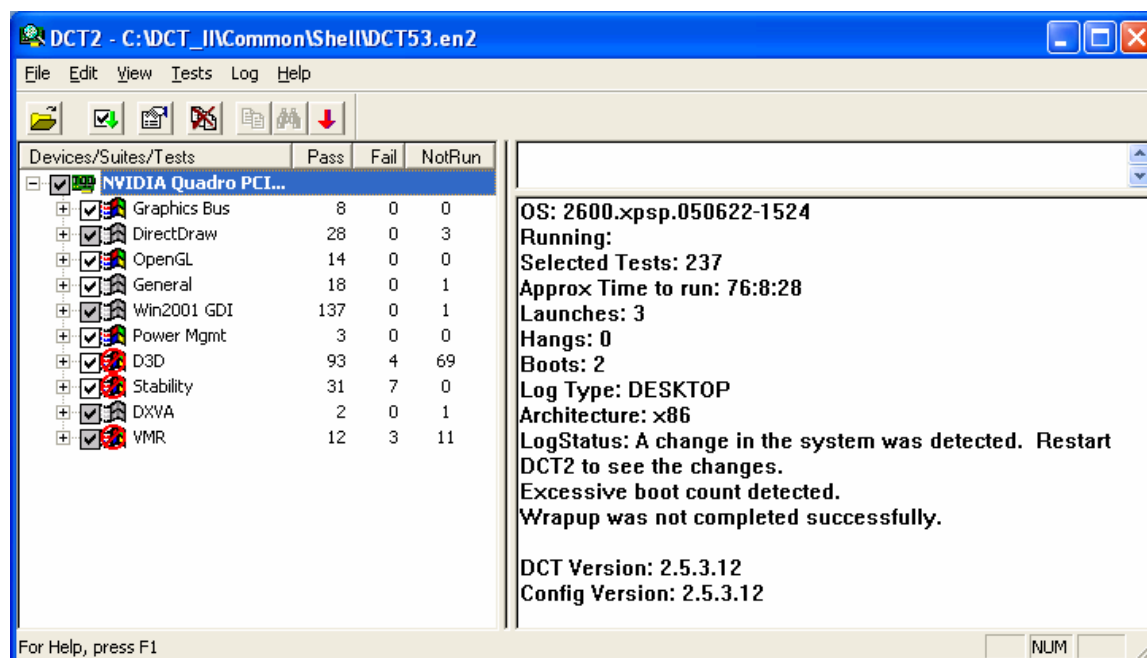 DCT2 - C:\DCT_II\Common\Shell\DCT53.en2
File Edit View Tests Log Help
Devices/Suites/Tests Pass Fail NotRun
NVIDIA Quadro PCI...
Graphics Bus 8 0 0
DirectDraw 28 0 3
OpenGL 14 0 0
General 18 0 1
Win2001 GDI 137 0 1
Power Mgmt 3 0 0
D3D 93 4 69
Stability 31 7 0
DXVA 2 0 1
VMR 12 3 11
OS: 2600.xpsp.050622-1524
Running:
Selected Tests: 237
Approx Time to run: 76:8:28
Launches: 3
Hangs: 0
Boots: 2
Log Type: DESKTOP
Architecture: x86
LogStatus: A change in the system was detected.  Restart
DCT2 to see the changes.
Excessive boot count detected.
Wrapup was not completed successfully.
DCT Version: 2.5.3.12
Config Version: 2.5.3.12
For Help, press F1 NUM